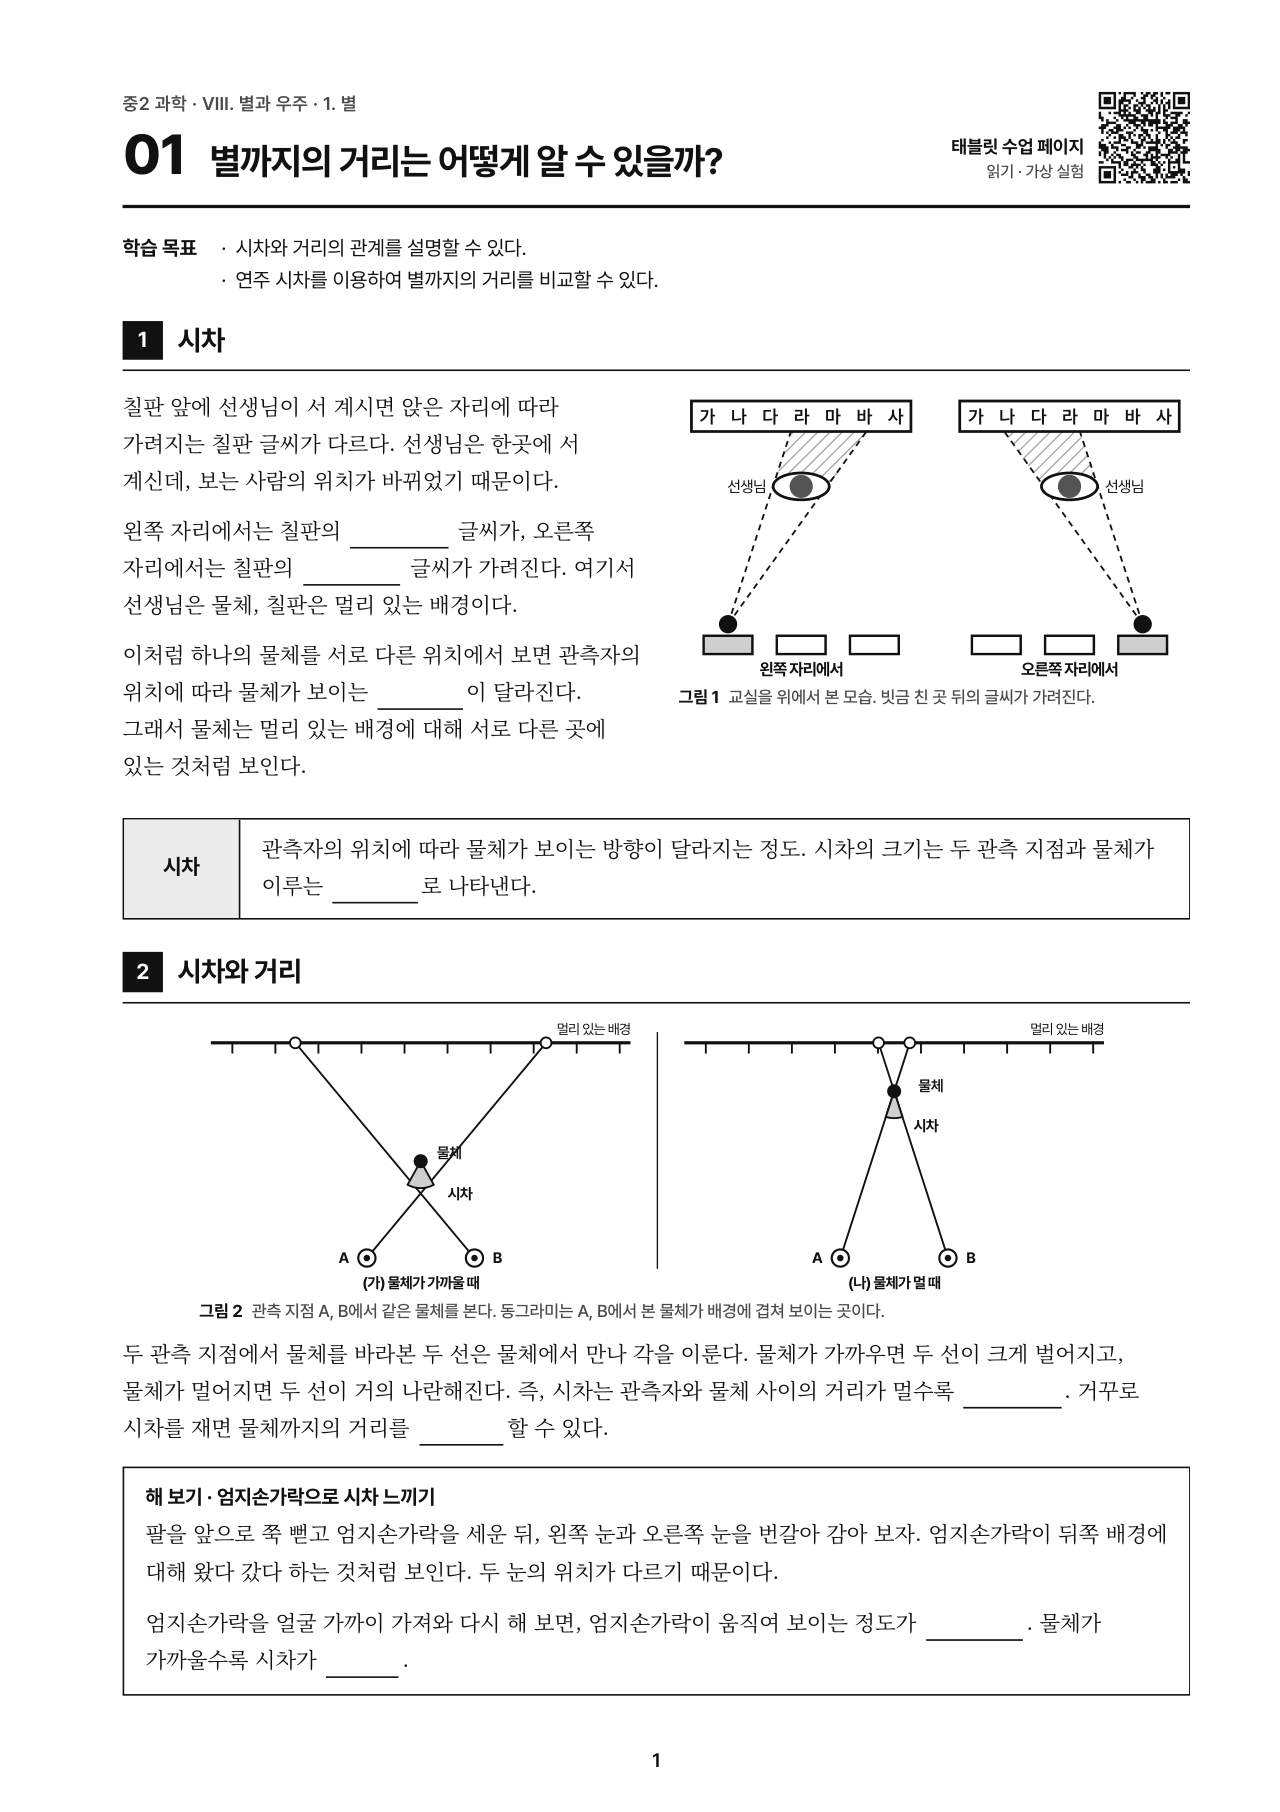 중2 과학 · VIII. 별과 우주 · 1. 별
01 별까지의 거리는 어떻게 알 수 있을까?
태블릿 수업 페이지
읽기 · 가상 실험
학습 목표 · 시차와 거리의 관계를 설명할 수 있다.
· 연주 시차를 이용하여 별까지의 거리를 비교할 수 있다.
1 시차
칠판 앞에 선생님이 서 계시면 앉은 자리에 따라
가려지는 칠판 글씨가 다르다. 선생님은 한곳에 서
계신데, 보는 사람의 위치가 바뀌었기 때문이다.
왼쪽 자리에서는 칠판의 ________ 글씨가, 오른쪽
자리에서는 칠판의 ________ 글씨가 가려진다. 여기서
선생님은 물체, 칠판은 멀리 있는 배경이다.
이처럼 하나의 물체를 서로 다른 위치에서 보면 관측자의
위치에 따라 물체가 보이는 ________이 달라진다.
그래서 물체는 멀리 있는 배경에 대해 서로 다른 곳에
있는 것처럼 보인다.
가 나 다 라 마 바 사
선생님
왼쪽 자리에서
가 나 다 라 마 바 사
선생님
오른쪽 자리에서
그림 1 교실을 위에서 본 모습. 빗금 친 곳 뒤의 글씨가 가려진다.
시차
관측자의 위치에 따라 물체가 보이는 방향이 달라지는 정도. 시차의 크기는 두 관측 지점과 물체가
이루는 ________로 나타낸다.
2 시차와 거리
멀리 있는 배경
물체
시차
A B
(가) 물체가 가까울 때
멀리 있는 배경
물체
시차
A B
(나) 물체가 멀 때
그림 2 관측 지점 A, B에서 같은 물체를 본다. 동그라미는 A, B에서 본 물체가 배경에 겹쳐 보이는 곳이다.
두 관측 지점에서 물체를 바라본 두 선은 물체에서 만나 각을 이룬다. 물체가 가까우면 두 선이 크게 벌어지고,
물체가 멀어지면 두 선이 거의 나란해진다. 즉, 시차는 관측자와 물체 사이의 거리가 멀수록 ________. 거꾸로
시차를 재면 물체까지의 거리를 ________할 수 있다.
해 보기 · 엄지손가락으로 시차 느끼기
팔을 앞으로 쭉 뻗고 엄지손가락을 세운 뒤, 왼쪽 눈과 오른쪽 눈을 번갈아 감아 보자. 엄지손가락이 뒤쪽 배경에
대해 왔다 갔다 하는 것처럼 보인다. 두 눈의 위치가 다르기 때문이다.
엄지손가락을 얼굴 가까이 가져와 다시 해 보면, 엄지손가락이 움직여 보이는 정도가 ________. 물체가
가까울수록 시차가 ________.
1